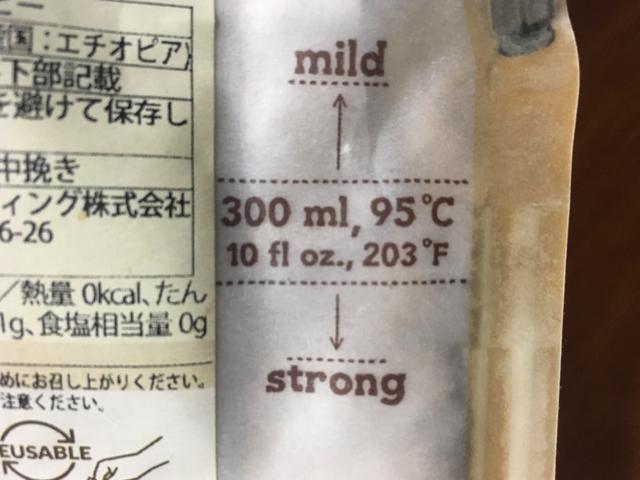 ー
国:エチオピア)
下部記載
を避けて保存し
中挽き
ィング株式会社
6-26
/熱量 0kcal、たん
1g、食塩相当量 0g
めにお召し上がりください。
注意ください。
EUSABLE
mild
300 ml, 95°C
10 fl oz., 203°F
strong